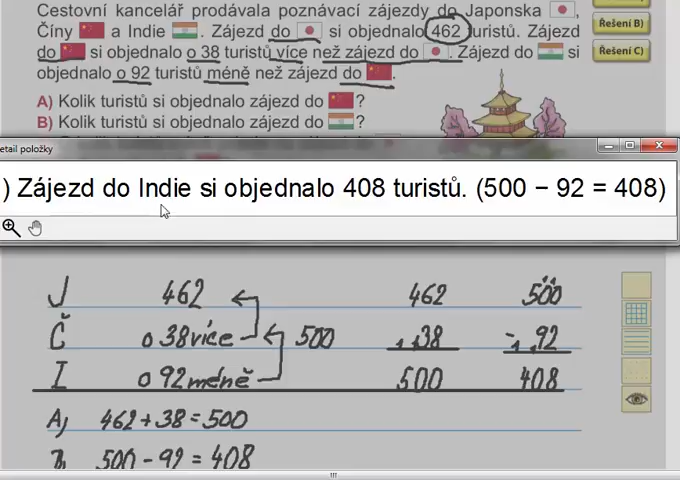 Cestovní kancelář prodávala poznávací zájezdy do Japonska
Číny a Indie. Zájezd do si objednalo 462 turistů. Zájezd
do si objednalo o 38 turistů více než zájezd do . Zájezd do si
objednalo o 92 turistů méně než zájezd do .
Řešení B)
Řešení C)
A) Kolik turistů si objednalo zájezd do ?
B) Kolik turistů si objednalo zájezd do ?
etail položky
) Zájezd do Indie si objednalo 408 turistů. (500 − 92 = 408)
J 462 462 500
Č o 38 více 500 38 -92
I o 92 méně 500 408
A) 462+38=500
B) 500-92=408